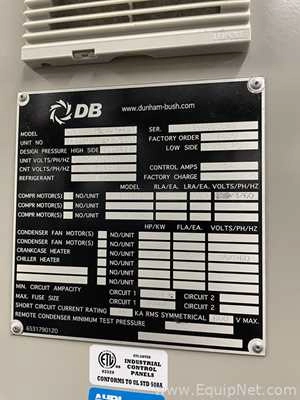 DB
www.dunham-bush.com
MODEL SER.
UNIT NO FACTORY ORDER
DESIGN PRESSURE HIGH SIDE LOW SIDE
UNIT VOLTS/PH/HZ
CNT VOLTS/PH/HZ CONTROL AMPS
REFRIGERANT FACTORY CHARGE
MODEL RLA/EA. LRA/EA. VOLTS/PH/HZ
COMPR MOTOR(S) NO/UNIT
COMPR MOTOR(S) NO/UNIT
COMPR MOTOR(S) NO/UNIT
HP/KW FLA/EA. VOLTS/PH/HZ
CONDENSER FAN MOTOR(S) NO/UNIT
CONDENSER FAN MOTOR(S) NO/UNIT
CRANKCASE HEATER NO/UNIT
CHILLER HEATER NO/UNIT
NO/UNIT
MIN. CIRCUIT AMPACITY CIRCUIT 1 CIRCUIT 2
MAX. FUSE SIZE CIRCUIT 1 CIRCUIT 2
SHORT CIRCUIT CURRENT RATING KA RMS SYMMETRICAL V MAX.
REMOTE CONDENSER MINIMUM TEST PRESSURE
6531790120
ETL LISTED
INDUSTRIAL
CONTROL
PANELS
CONFORMS TO UL STD 508A
EquipNet.com